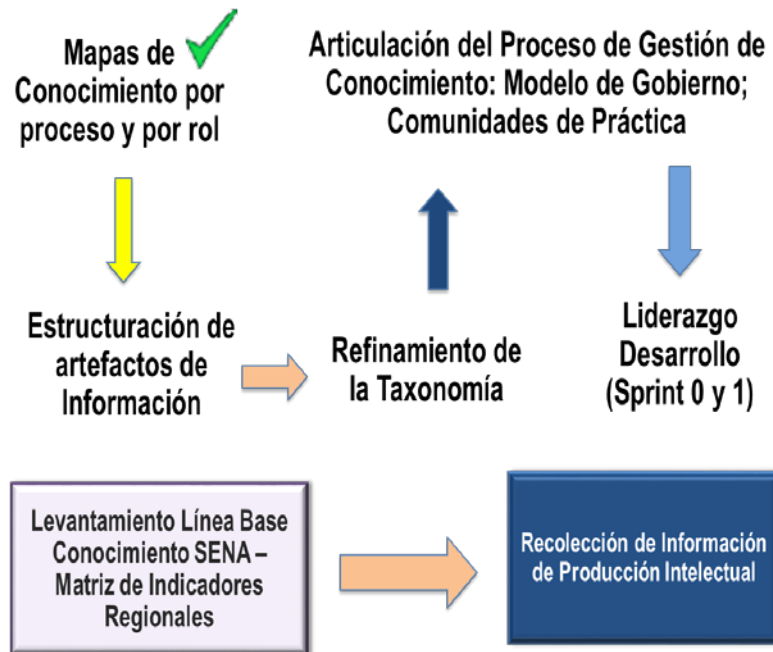 Mapas de
Conocimiento por
proceso y por rol
Articulación del Proceso de Gestión de
Conocimiento: Modelo de Gobierno;
Comunidades de Práctica
Estructuración de
artefactos de
Información
Refinamiento de
la Taxonomía
Liderazgo
Desarrollo
(Sprint 0 y 1)
Levantamiento Línea Base
Conocimiento SENA –
Matriz de Indicadores
Regionales
Recolección de Información
de Producción Intelectual